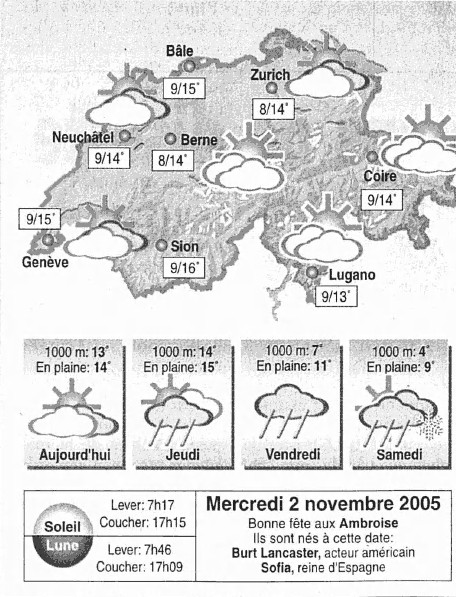 Bâle
9/15°
Zurich
8/14°
Neuchâtel
9/14°
Berne
8/14°
Coire
9/14°
9/15°
Genève
Sion
9/16°
Lugano
9/13°
1000 m: 13°
En plaine: 14°
Aujourd'hui
1000 m: 14°
En plaine: 15°
Jeudi
1000 m: 7°
En plaine: 11°
Vendredi
1000 m: 4°
En plaine: 9°
Samedi
Soleil
Lever: 7h17
Coucher: 17h15
Lune
Lever: 7h46
Coucher: 17h09
Mercredi 2 novembre 2005
Bonne fête aux Ambroise
Ils sont nés à cette date:
Burt Lancaster, acteur américain
Sofia, reine d'Espagne